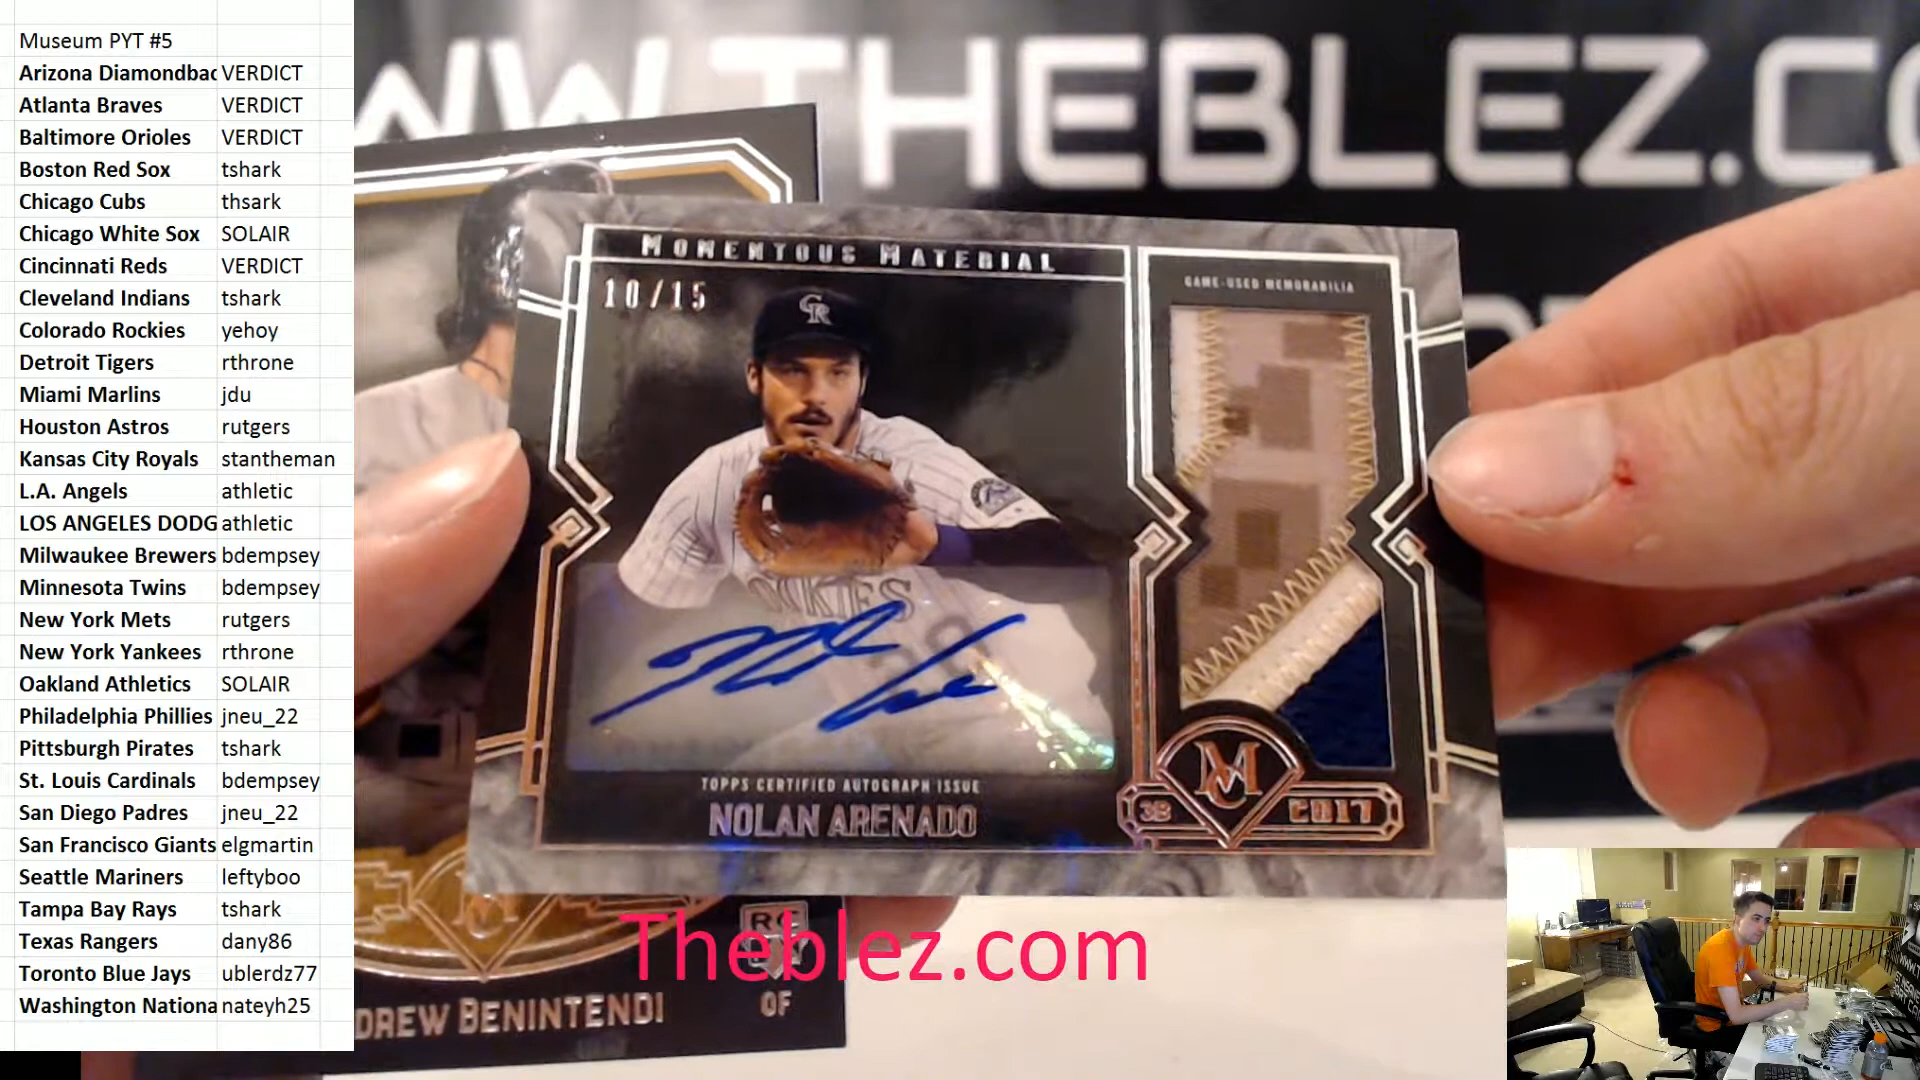 Museum PYT #5
Arizona Diamondbac VERDICT
Atlanta Braves VERDICT
Baltimore Orioles VERDICT
Boston Red Sox tshark
Chicago Cubs thsark
Chicago White Sox SOLAIR
Cincinnati Reds VERDICT
Cleveland Indians tshark
Colorado Rockies yehoy
Detroit Tigers rthrone
Miami Marlins jdu
Houston Astros rutgers
Kansas City Royals stantheman
L.A. Angels athletic
LOS ANGELES DODG athletic
Milwaukee Brewers bdempsey
Minnesota Twins bdempsey
New York Mets rutgers
New York Yankees rthrone
Oakland Athletics SOLAIR
Philadelphia Phillies jneu_22
Pittsburgh Pirates tshark
St. Louis Cardinals bdempsey
San Diego Padres jneu_22
San Francisco Giants elgmartin
Seattle Mariners leftyboo
Tampa Bay Rays tshark
Texas Rangers dany86
Toronto Blue Jays ublerdz77
Washington Nationa nateyh25
WW.THEBLEZ.CO
MOMENTOUS MATERIAL
10/15
GAME-USED MEMORABILIA
CR
OCKIES
TOPPS CERTIFIED AUTOGRAPH ISSUE
NOLAN ARENADO
MC
3B 2017
RC
Theblez.com
DREW BENINTENDI
OF